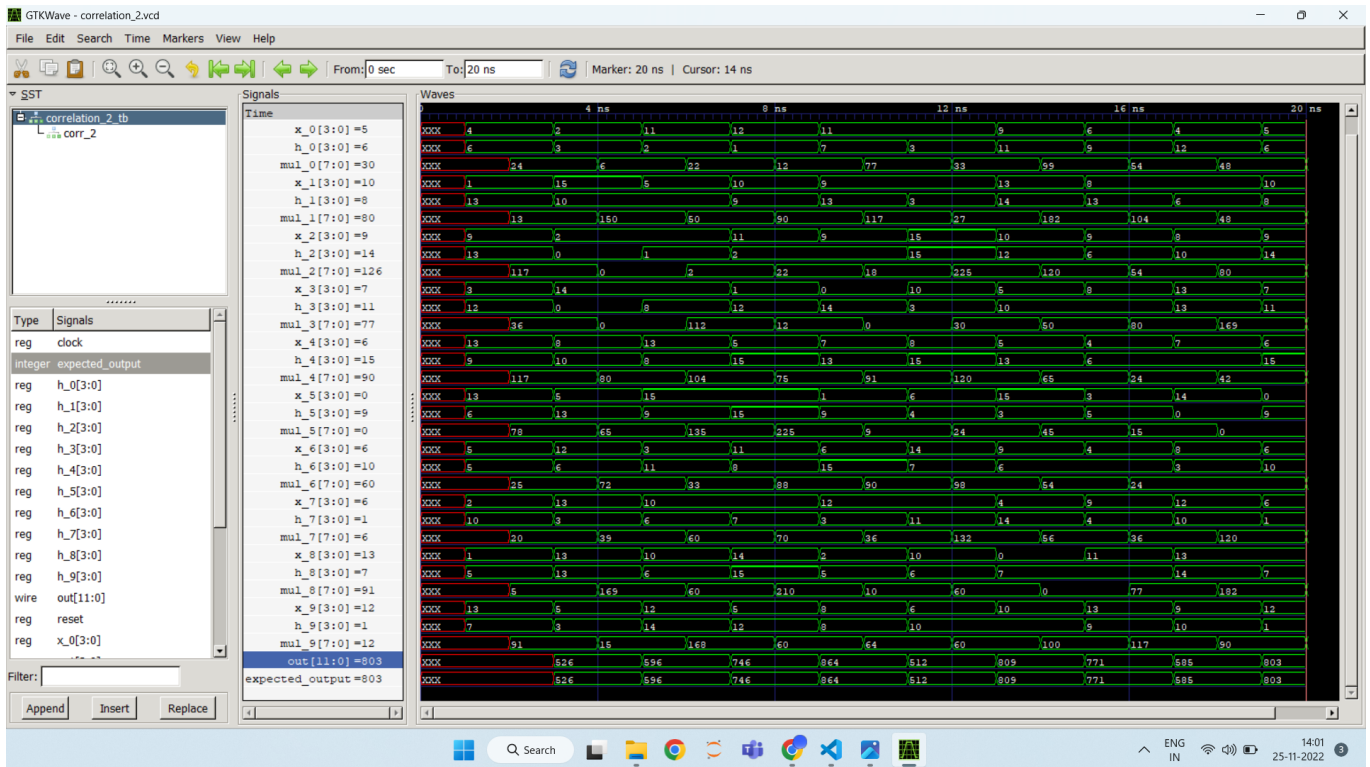 GTKWave - correlation_2.vcd
File Edit Search Time Markers View Help
From: 0 sec To: 20 ns Marker: 20 ns | Cursor: 14 ns
SST
correlation_2_tb
corr_2
Type Signals
reg clock
integer expected_output
reg h_0[3:0]
reg h_1[3:0]
reg h_2[3:0]
reg h_3[3:0]
reg h_4[3:0]
reg h_5[3:0]
reg h_6[3:0]
reg h_7[3:0]
reg h_8[3:0]
reg h_9[3:0]
wire out[11:0]
reg reset
reg x_0[3:0]
Filter:
Append Insert Replace
Signals
Waves
Time 0 4 ns 8 ns 12 ns 16 ns 20 ns
x_0[3:0] =5 XXX 4 2 11 12 11 9 6 4 5
h_0[3:0] =6 XXX 6 3 2 1 7 3 11 9 12 6
mul_0[7:0] =30 XXX 24 6 22 12 77 33 99 54 48
x_1[3:0] =10 XXX 1 15 5 10 9 13 8 10
h_1[3:0] =8 XXX 13 10 9 13 3 14 13 6 8
mul_1[7:0] =80 XXX 13 150 50 90 117 27 182 104 48
x_2[3:0] =9 XXX 9 2 11 9 15 10 9 8 9
h_2[3:0] =14 XXX 13 0 1 2 15 12 6 10 14
mul_2[7:0] =126 XXX 117 0 2 22 18 225 120 54 80
x_3[3:0] =7 XXX 3 14 1 0 10 5 8 13 7
h_3[3:0] =11 XXX 12 0 8 12 14 3 10 13 11
mul_3[7:0] =77 XXX 36 0 112 12 0 30 50 80 169
x_4[3:0] =6 XXX 13 8 13 5 7 8 5 4 7 6
h_4[3:0] =15 XXX 9 10 8 15 13 15 13 6 15
mul_4[7:0] =90 XXX 117 80 104 75 91 120 65 24 42
x_5[3:0] =0 XXX 13 5 15 1 6 15 3 14 0
h_5[3:0] =9 XXX 6 13 9 15 9 4 3 5 0 9
mul_5[7:0] =0 XXX 78 65 135 225 9 24 45 15 0
x_6[3:0] =6 XXX 5 12 3 11 6 14 9 4 8 6
h_6[3:0] =10 XXX 5 6 11 8 15 7 6 3 10
mul_6[7:0] =60 XXX 25 72 33 88 90 98 54 24
x_7[3:0] =6 XXX 2 13 10 12 4 9 12 6
h_7[3:0] =1 XXX 10 3 6 7 3 11 14 4 10 1
mul_7[7:0] =6 XXX 20 39 60 70 36 132 56 36 120
x_8[3:0] =13 XXX 1 13 10 14 2 10 0 11 13
h_8[3:0] =7 XXX 5 13 6 15 5 6 7 14 7
mul_8[7:0] =91 XXX 5 169 60 210 10 60 0 77 182
x_9[3:0] =12 XXX 13 5 12 5 8 6 10 13 9 12
h_9[3:0] =1 XXX 7 3 14 12 8 10 9 10 1
mul_9[7:0] =12 XXX 91 15 168 60 64 60 100 117 90
out[11:0] =803 XXX 526 596 746 864 512 809 771 585 803
expected_output =803 XXX 526 596 746 864 512 809 771 585 803
Search
ENG
IN
14:01
25-11-2022
3